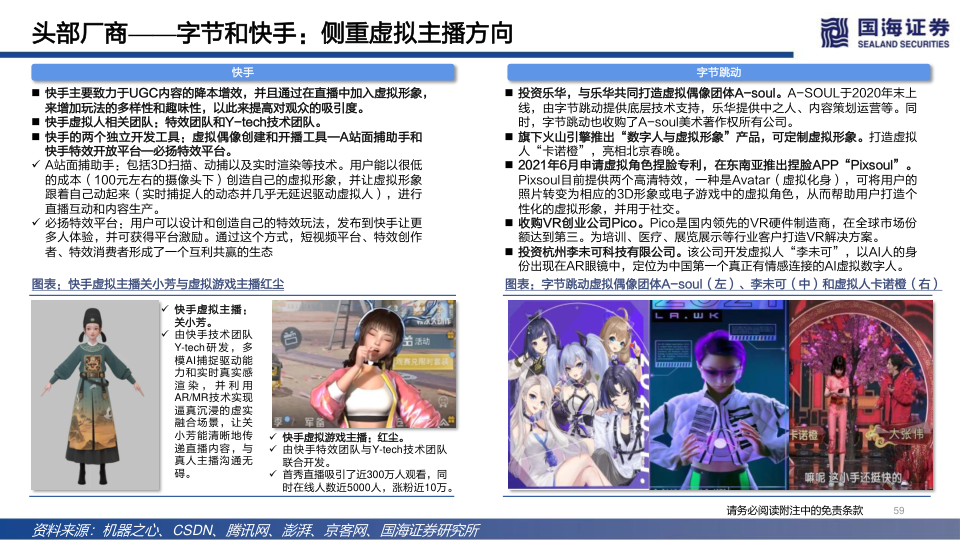 头部厂商——字节和快手：侧重虚拟主播方向
国海证券
SEALAND SECURITIES
快手
■ 快手主要致力于UGC内容的降本增效，并且通过在直播中加入虚拟形象，
来增加玩法的多样性和趣味性，以此来提高对观众的吸引度。
■ 快手虚拟人相关团队：特效团队和Y-tech技术团队。
■ 快手的两个独立开发工具：虚拟偶像创建和开播工具—A站面捕助手和
快手特效开放平台—必扬特效平台。
✓ A站面捕助手：包括3D扫描、动捕以及实时渲染等技术。用户能以很低
的成本（100元左右的摄像头下）创造自己的虚拟形象，并让虚拟形象
跟着自己动起来（实时捕捉人的动态并几乎无延迟驱动虚拟人），进行
直播互动和内容生产。
✓ 必扬特效平台：用户可以设计和创造自己的特效玩法，发布到快手让更
多人体验，并可获得平台激励。通过这个方式，短视频平台、特效创作
者、特效消费者形成了一个互利共赢的生态
图表：快手虚拟主播关小芳与虚拟游戏主播红尘
✓ 快手虚拟主播：
关小芳。
✓ 由快手技术团队
Y-tech研发，多
模AI捕捉驱动能
力和实时真实感
渲染，并利用
AR/MR技术实现
逼真沉浸的虚实
融合场景，让关
小芳能清晰地传
递直播内容，与
真人主播沟通无
碍。
活动
军备
✓ 快手虚拟游戏主播：红尘。
✓ 由快手特效团队与Y-tech技术团队
联合开发。
✓ 首秀直播吸引了近300万人观看，同
时在线人数近5000人，涨粉近10万。
字节跳动
■ 投资乐华，与乐华共同打造虚拟偶像团体A-soul。A-SOUL于2020年末上
线，由字节跳动提供底层技术支持，乐华提供中之人、内容策划运营等。同
时，字节跳动也收购了A-soul美术著作权所有公司。
■ 旗下火山引擎推出“数字人与虚拟形象”产品，可定制虚拟形象。打造虚拟
人“卡诺橙”，亮相北京春晚。
■ 2021年6月申请虚拟角色捏脸专利，在东南亚推出捏脸APP“Pixsoul”。
Pixsoul目前提供两个高清特效，一种是Avatar（虚拟化身），可将用户的
照片转变为相应的3D形象或电子游戏中的虚拟角色，从而帮助用户打造个
性化的虚拟形象，并用于社交。
■ 收购VR创业公司Pico。Pico是国内领先的VR硬件制造商，在全球市场份
额达到第三。为培训、医疗、展览展示等行业客户打造VR解决方案。
■ 投资杭州李未可科技有限公司。该公司开发虚拟人“李未可”，以AI人的身
份出现在AR眼镜中，定位为中国第一个真正有情感连接的AI虚拟数字人。
图表：字节跳动虚拟偶像团体A-soul（左）、李未可（中）和虚拟人卡诺橙（右）
2021
LA.WK
卡诺橙
大张伟
嘛呢 这小手还挺快的
请务必阅读附注中的免责条款
59
资料来源：机器之心、CSDN、腾讯网、澎湃、京客网、国海证券研究所